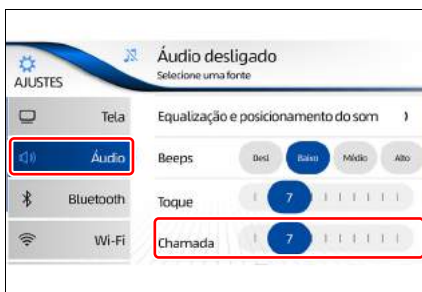 Áudio desligado
Selecione uma fonte
AJUSTES
Tela
Equalização e posicionamento do som
Áudio
Beeps
Desl
Baixo
Médio
Alto
Bluetooth
Toque
7
Wi-Fi
Chamada
7